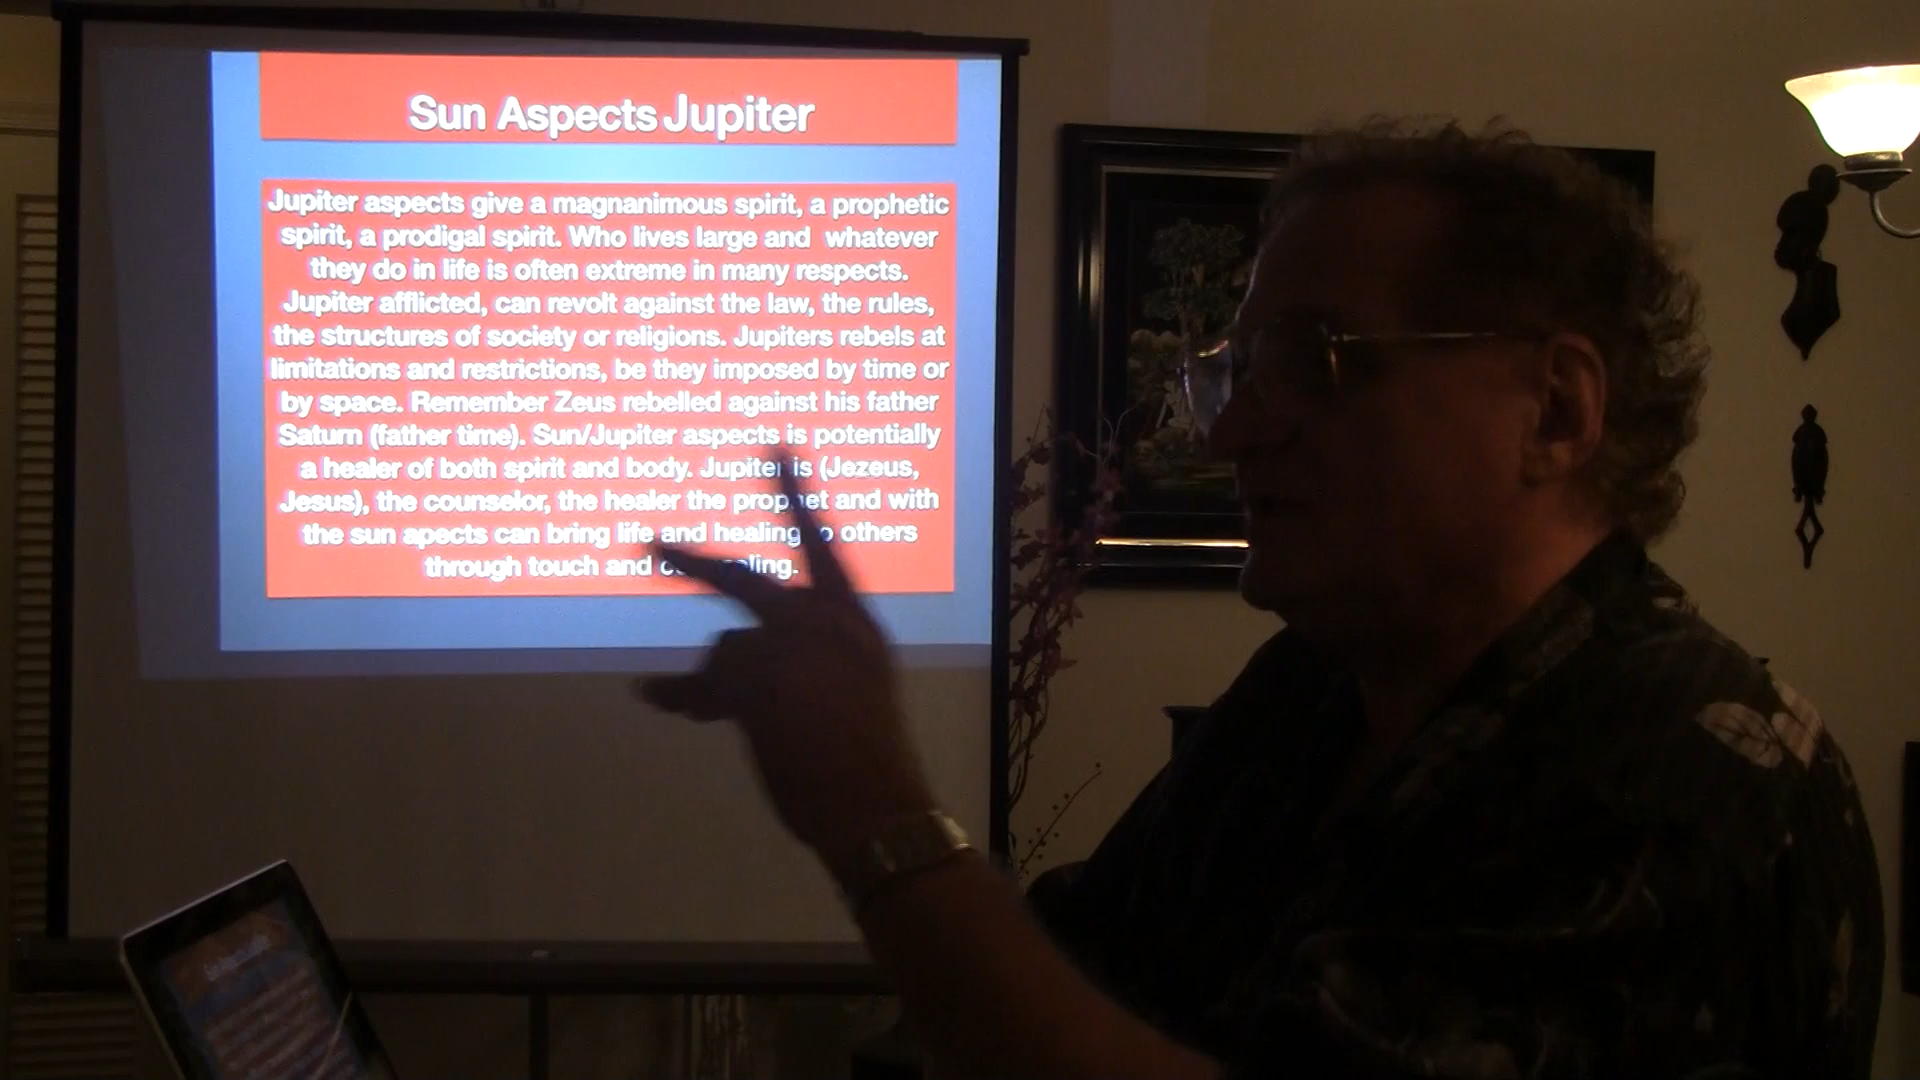 Sun Aspects Jupiter
Jupiter aspects give a magnanimous spirit, a prophetic
spirit, a prodigal spirit. Who lives large and whatever
they do in life is often extreme in many respects.
Jupiter afflicted, can revolt against the law, the rules,
the structures of society or religions. Jupiters rebels at
limitations and restrictions, be they imposed by time or
by space. Remember Zeus rebelled against his father
Saturn (father time). Sun/Jupiter aspects is potentially
a healer of both spirit and body. Jupiter is (Jezeus,
Jesus), the counselor, the healer the prophet and with
the sun apects can bring life and healing to others
through touch and counseling.